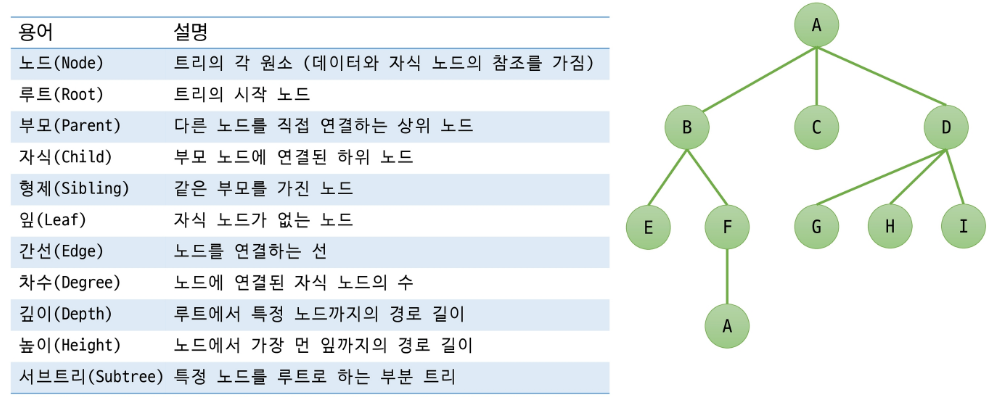 용어 설명
노드(Node) 트리의 각 원소 (데이터와 자식 노드의 참조를 가짐)
루트(Root) 트리의 시작 노드
부모(Parent) 다른 노드를 직접 연결하는 상위 노드
자식(Child) 부모 노드에 연결된 하위 노드
형제(Sibling) 같은 부모를 가진 노드
잎(Leaf) 자식 노드가 없는 노드
간선(Edge) 노드를 연결하는 선
차수(Degree) 노드에 연결된 자식 노드의 수
깊이(Depth) 루트에서 특정 노드까지의 경로 길이
높이(Height) 노드에서 가장 먼 잎까지의 경로 길이
서브트리(Subtree) 특정 노드를 루트로 하는 부분 트리
A
B C D
E F G H I
A